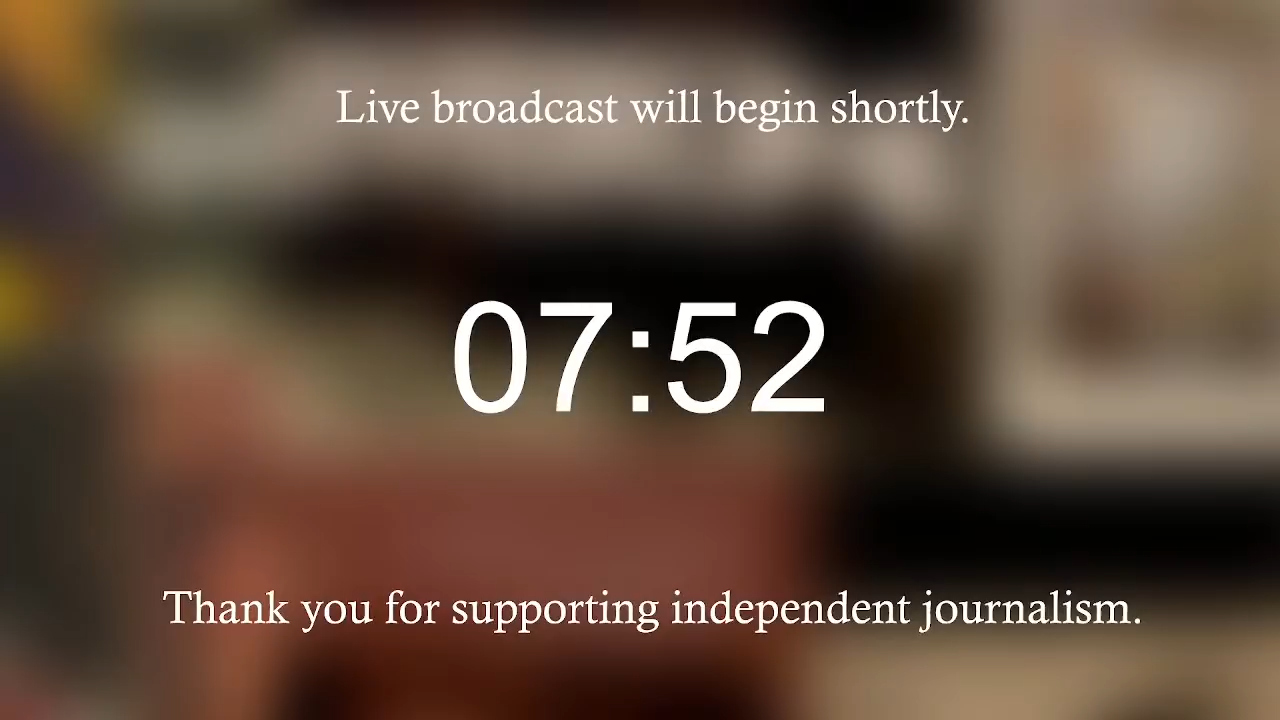 Live broadcast will begin shortly.
07:52
Thank you for supporting independent journalism.